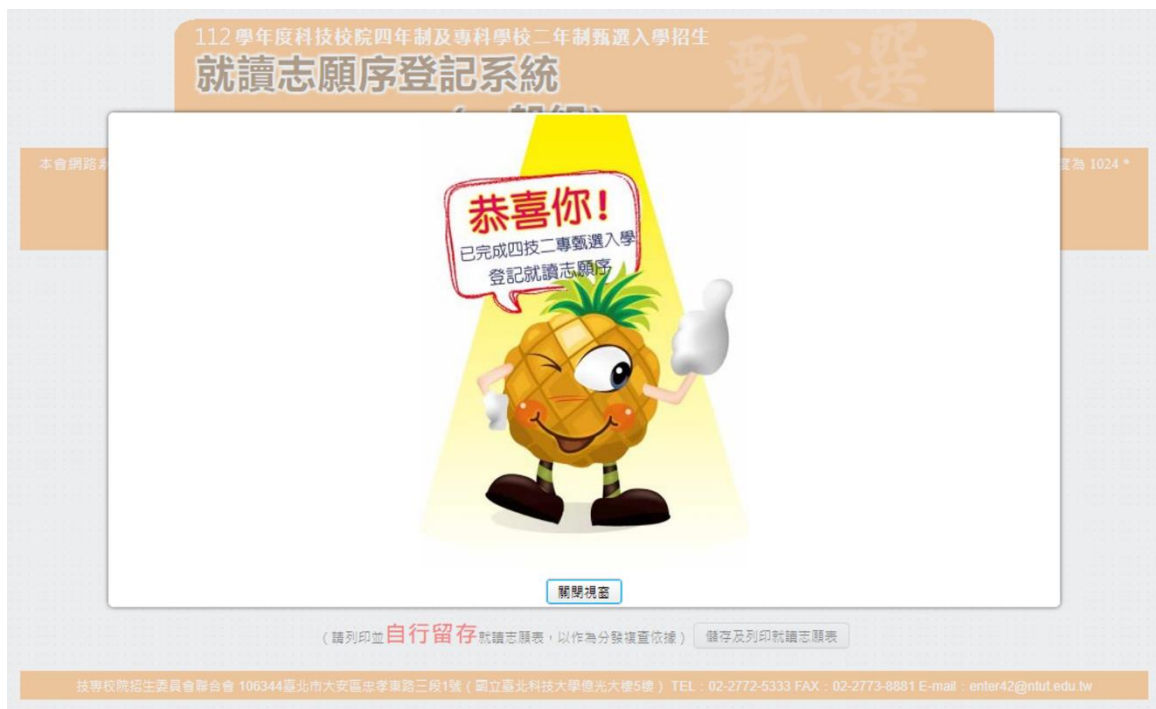 112學年度科技校院四年制及專科學校二年制甄選入學招生
甄選
就讀志願序登記系統
本會網路
度為 1024 *
恭喜你!
已完成四技二專甄選入學
登記就讀志願序
關閉視窗
(請列印並自行留存就讀志願表,以作為分發複查依據) 儲存及列印就讀志願表
技專校院招生委員會聯合會 106344臺北市大安區忠孝東路三段1號(國立臺北科技大學億光大樓5樓) TEL:02-2772-5333 FAX:02-2773-8881 E-mail:enter42@ntut.edu.tw